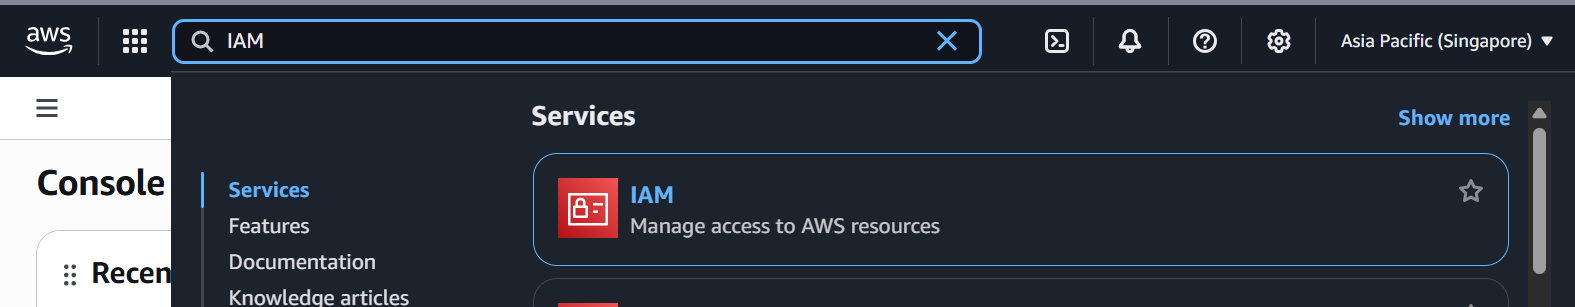 aws
IAM
Asia Pacific (Singapore)
Services
Show more
Console
Services
IAM
Features
Manage access to AWS resources
Documentation
Recen
Knowledge articles